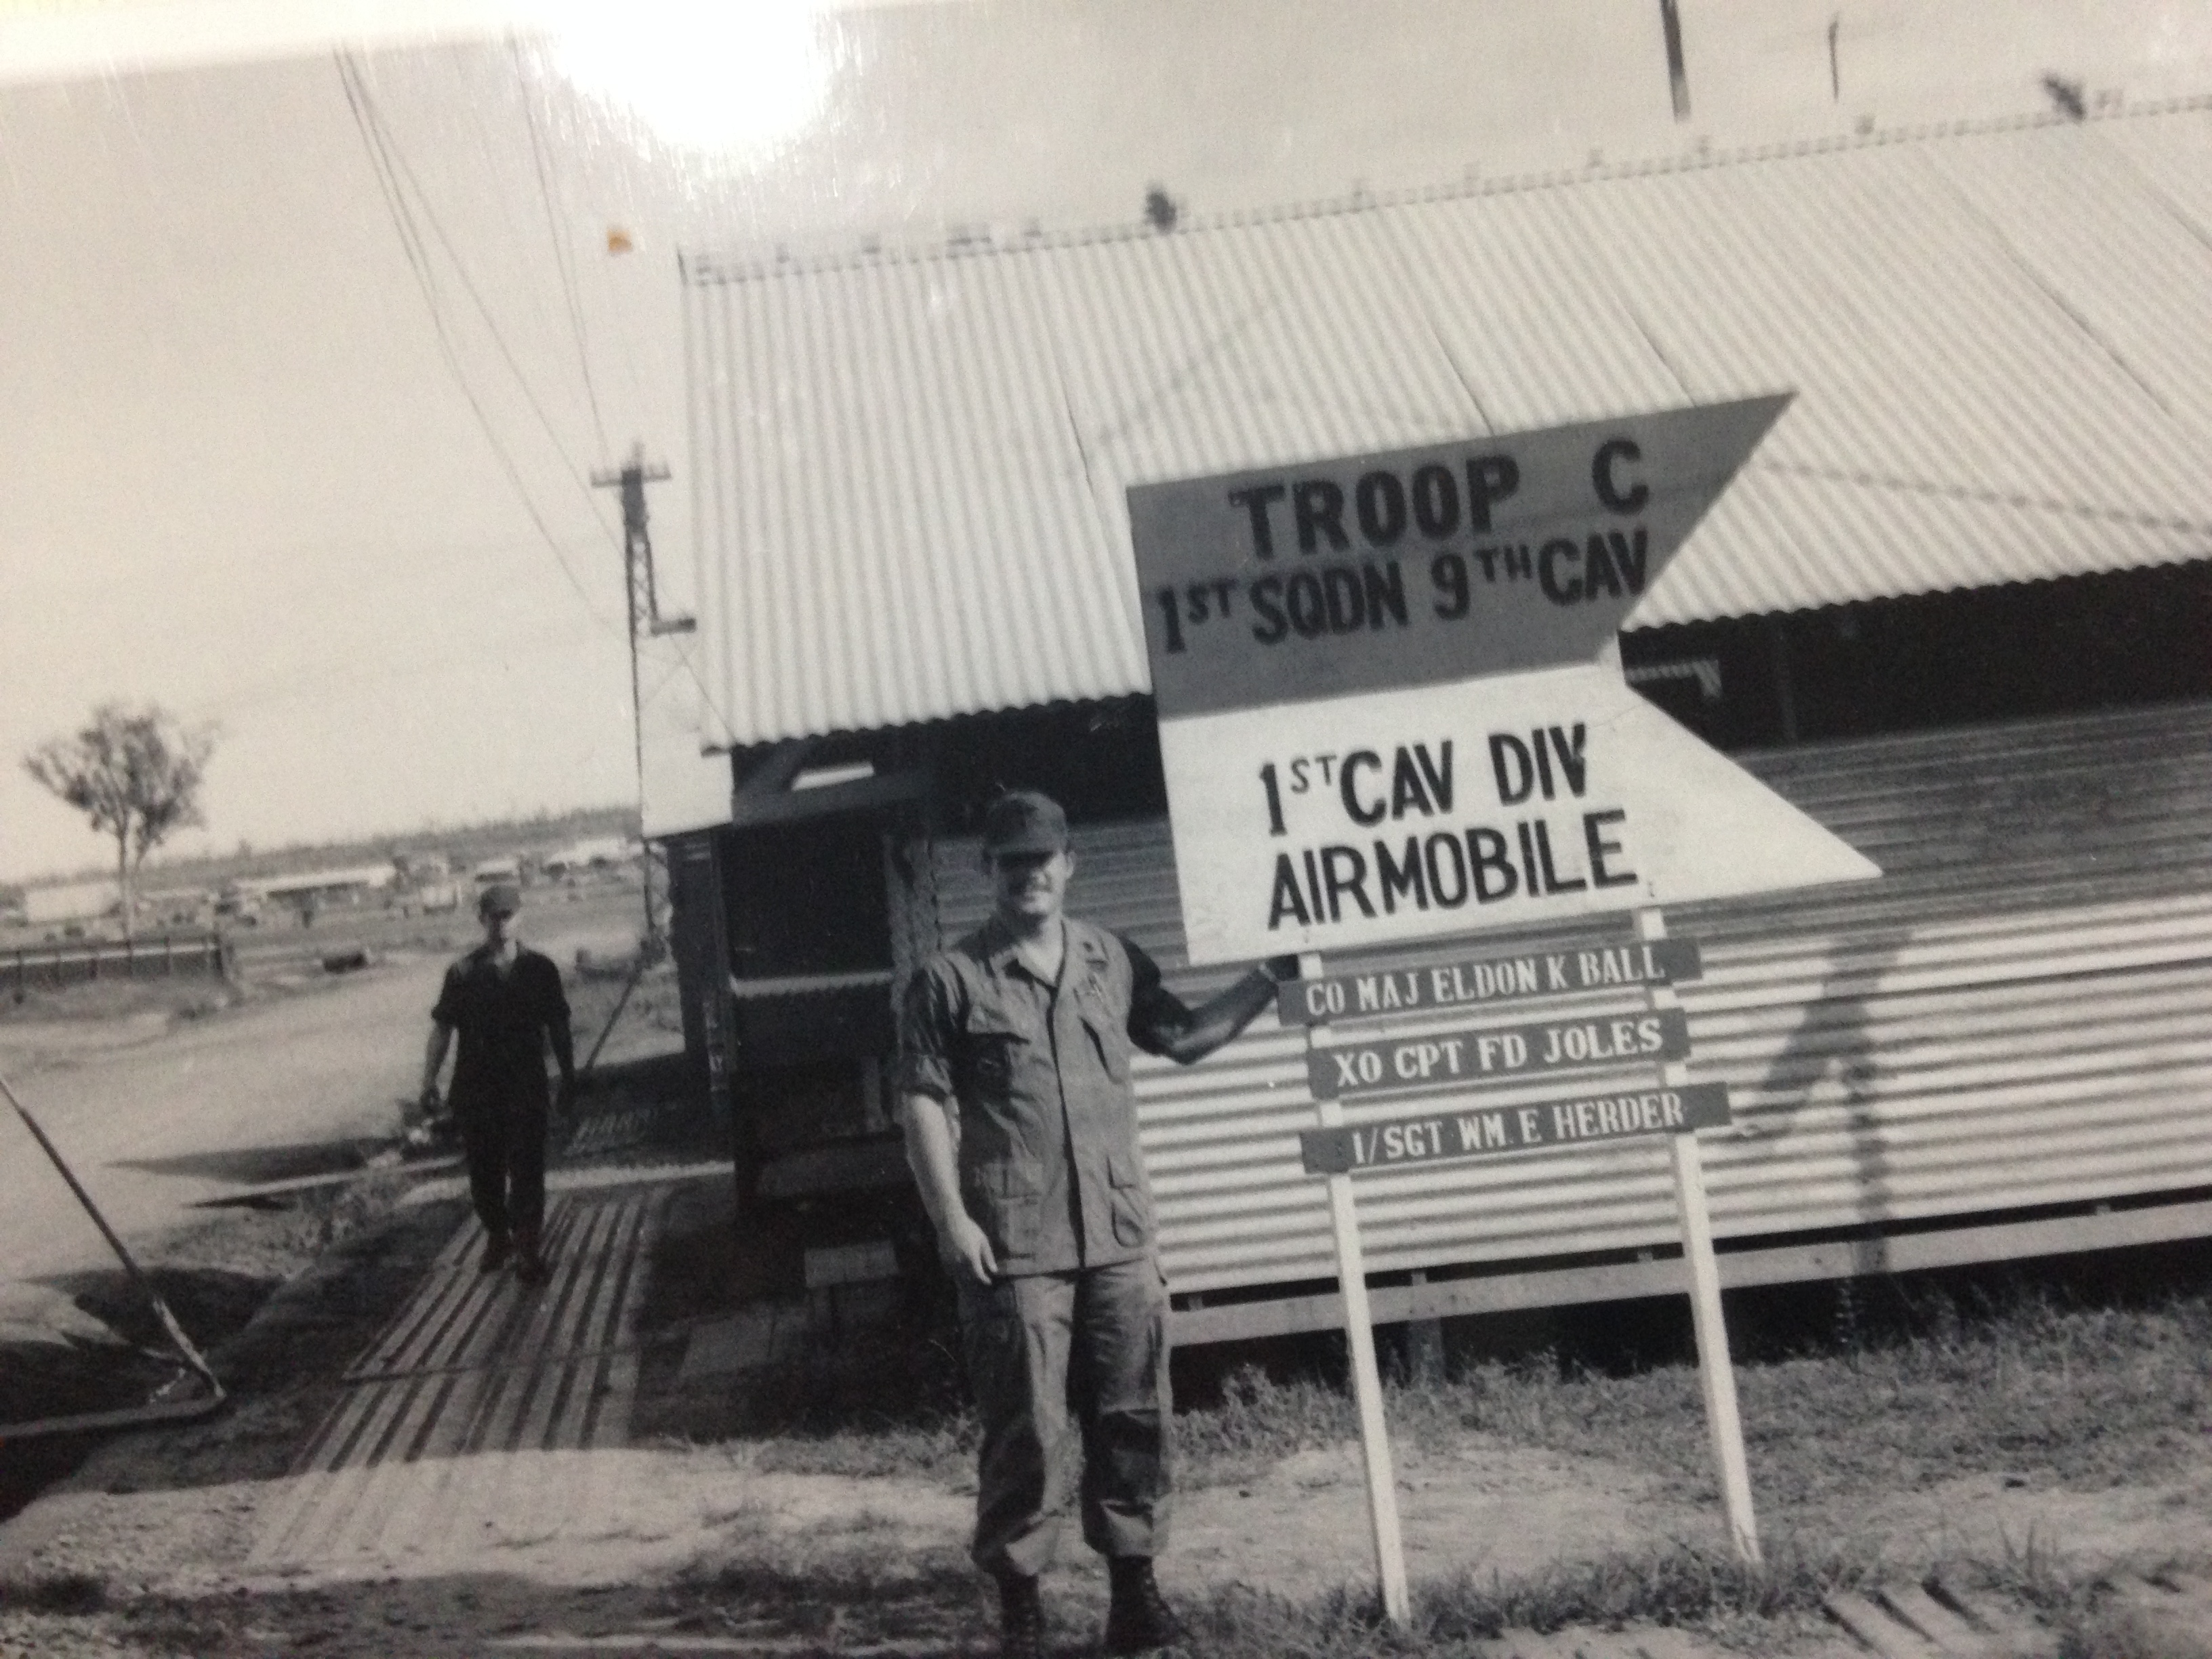 TROOP C
1ST SQDN 9TH CAV
1ST CAV DIV
AIRMOBILE
CO MAJ ELDON K BALL
XO CPT FD JOLES
1/SGT WM. E HERDER